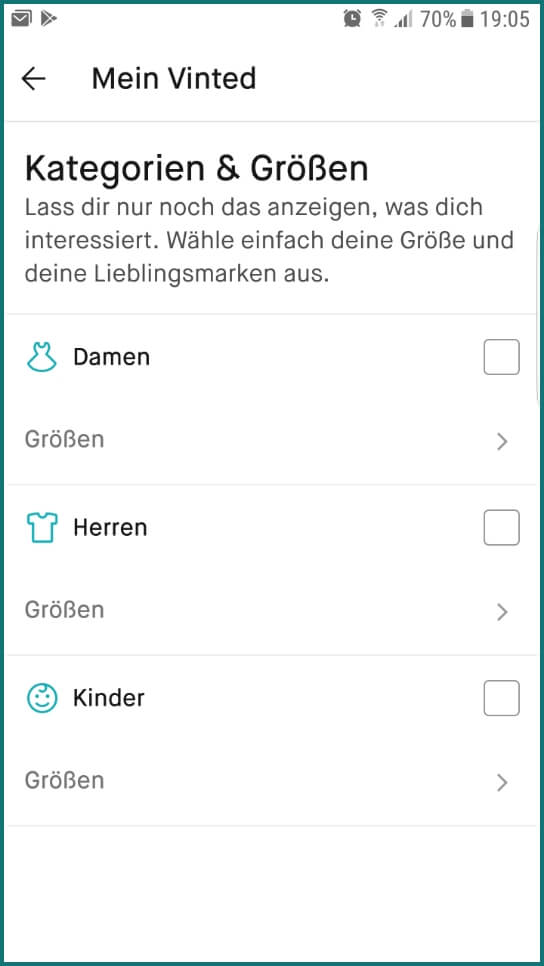 70% 19:05
Mein Vinted
Kategorien & Größen
Lass dir nur noch das anzeigen, was dich
interessiert. Wähle einfach deine Größe und
deine Lieblingsmarken aus.
Damen
Größen
Herren
Größen
Kinder
Größen